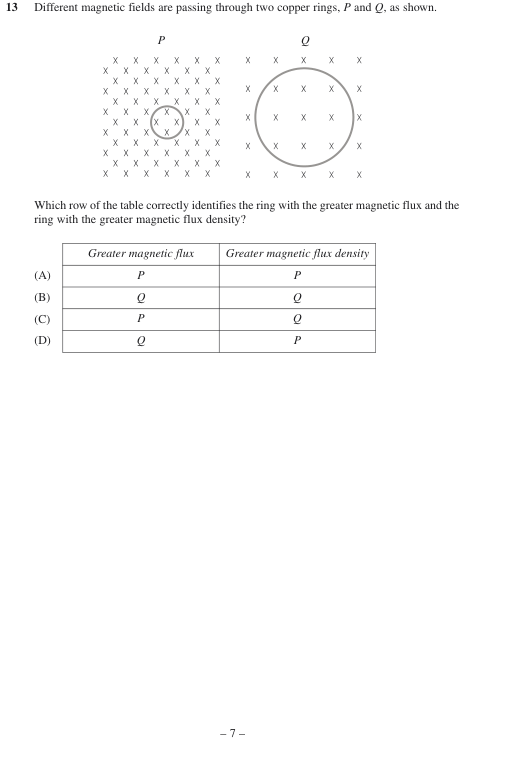 13 Different magnetic fields are passing through two copper rings, P and Q, as shown.
P Q
Which row of the table correctly identifies the ring with the greater magnetic flux and the
ring with the greater magnetic flux density?
Greater magnetic flux Greater magnetic flux density
(A) P P
(B) Q Q
(C) P Q
(D) Q P
– 7 –